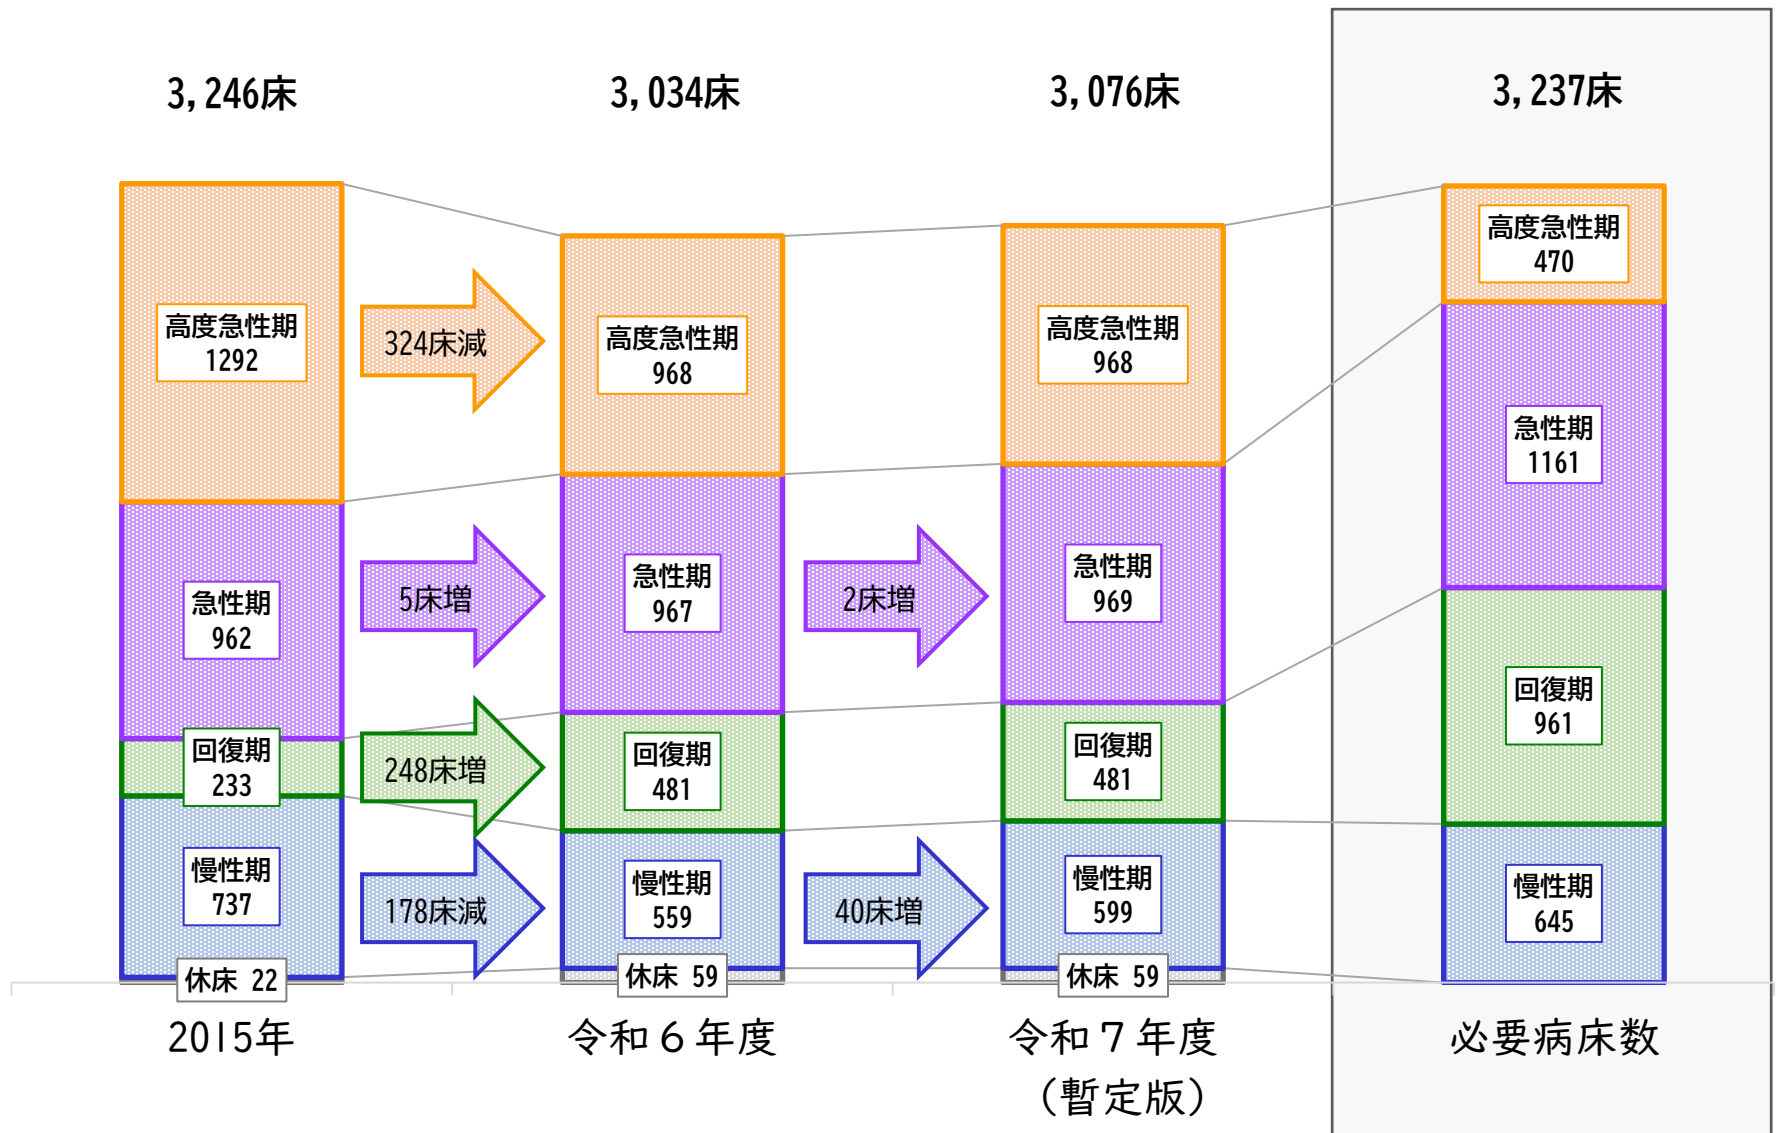 3,246床
3,034床
3,076床
3,237床
高度急性期
1292
324床減
高度急性期
968
高度急性期
968
高度急性期
470
急性期
962
5床増
急性期
967
2床増
急性期
969
急性期
1161
回復期
233
248床増
回復期
481
回復期
481
回復期
961
慢性期
737
178床減
慢性期
559
40床増
慢性期
599
慢性期
645
休床 22
休床 59
休床 59
2015年
令和６年度
令和７年度
（暫定版）
必要病床数